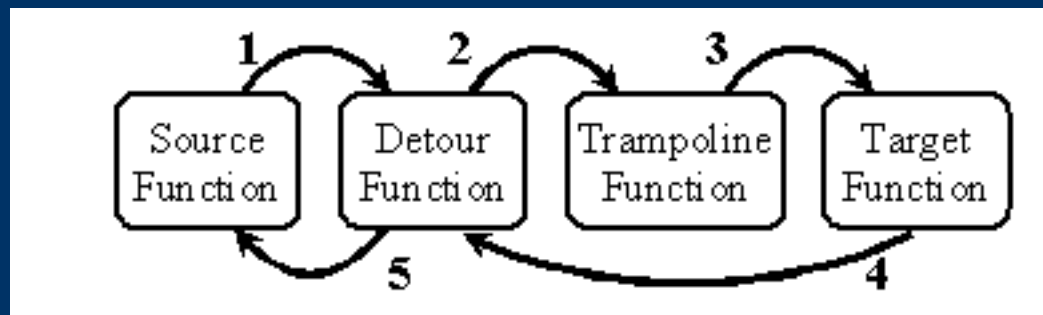 1
2
3
Source
Function
Detour
Function
Trampoline
Function
Target
Function
5
4